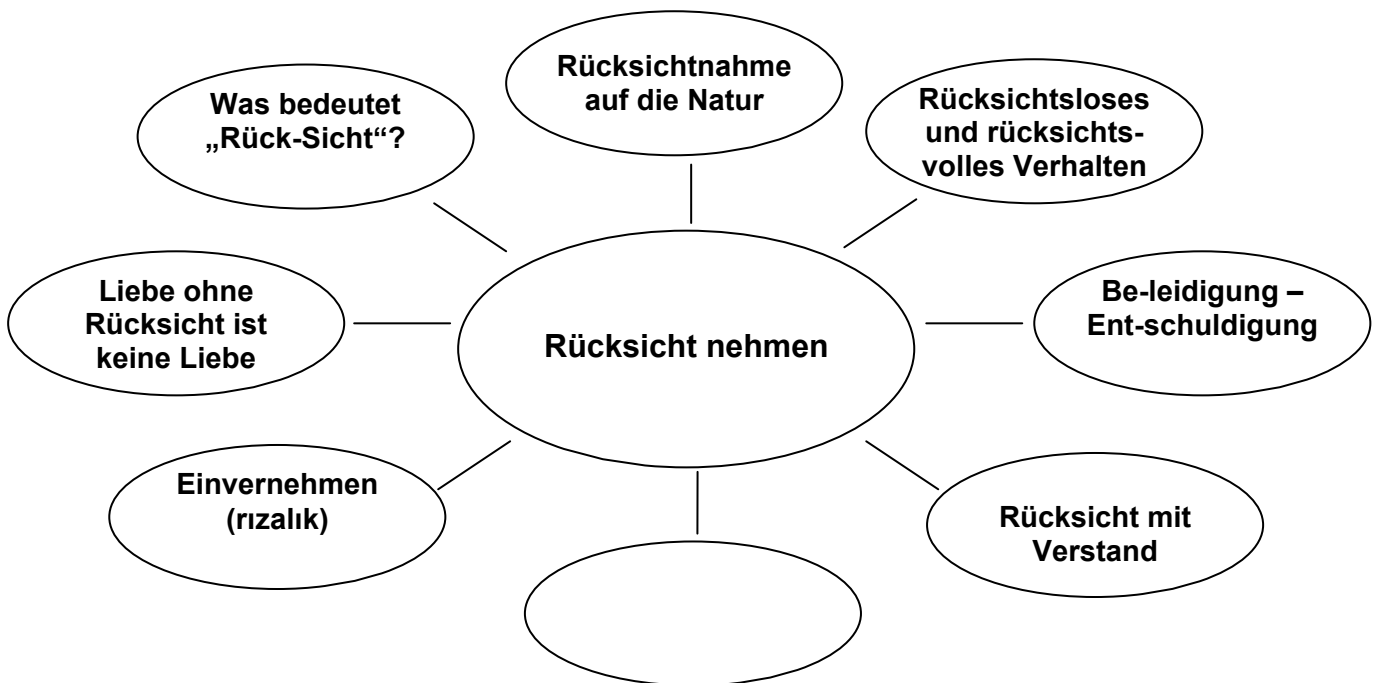 Rücksichtnahme
auf die Natur
Was bedeutet
„Rück-Sicht“?
Rücksichtsloses
und rücksichts-
volles Verhalten
Liebe ohne
Rücksicht ist
keine Liebe
Rücksicht nehmen
Be-leidigung –
Ent-schuldigung
Einvernehmen
(rızalık)
Rücksicht mit
Verstand